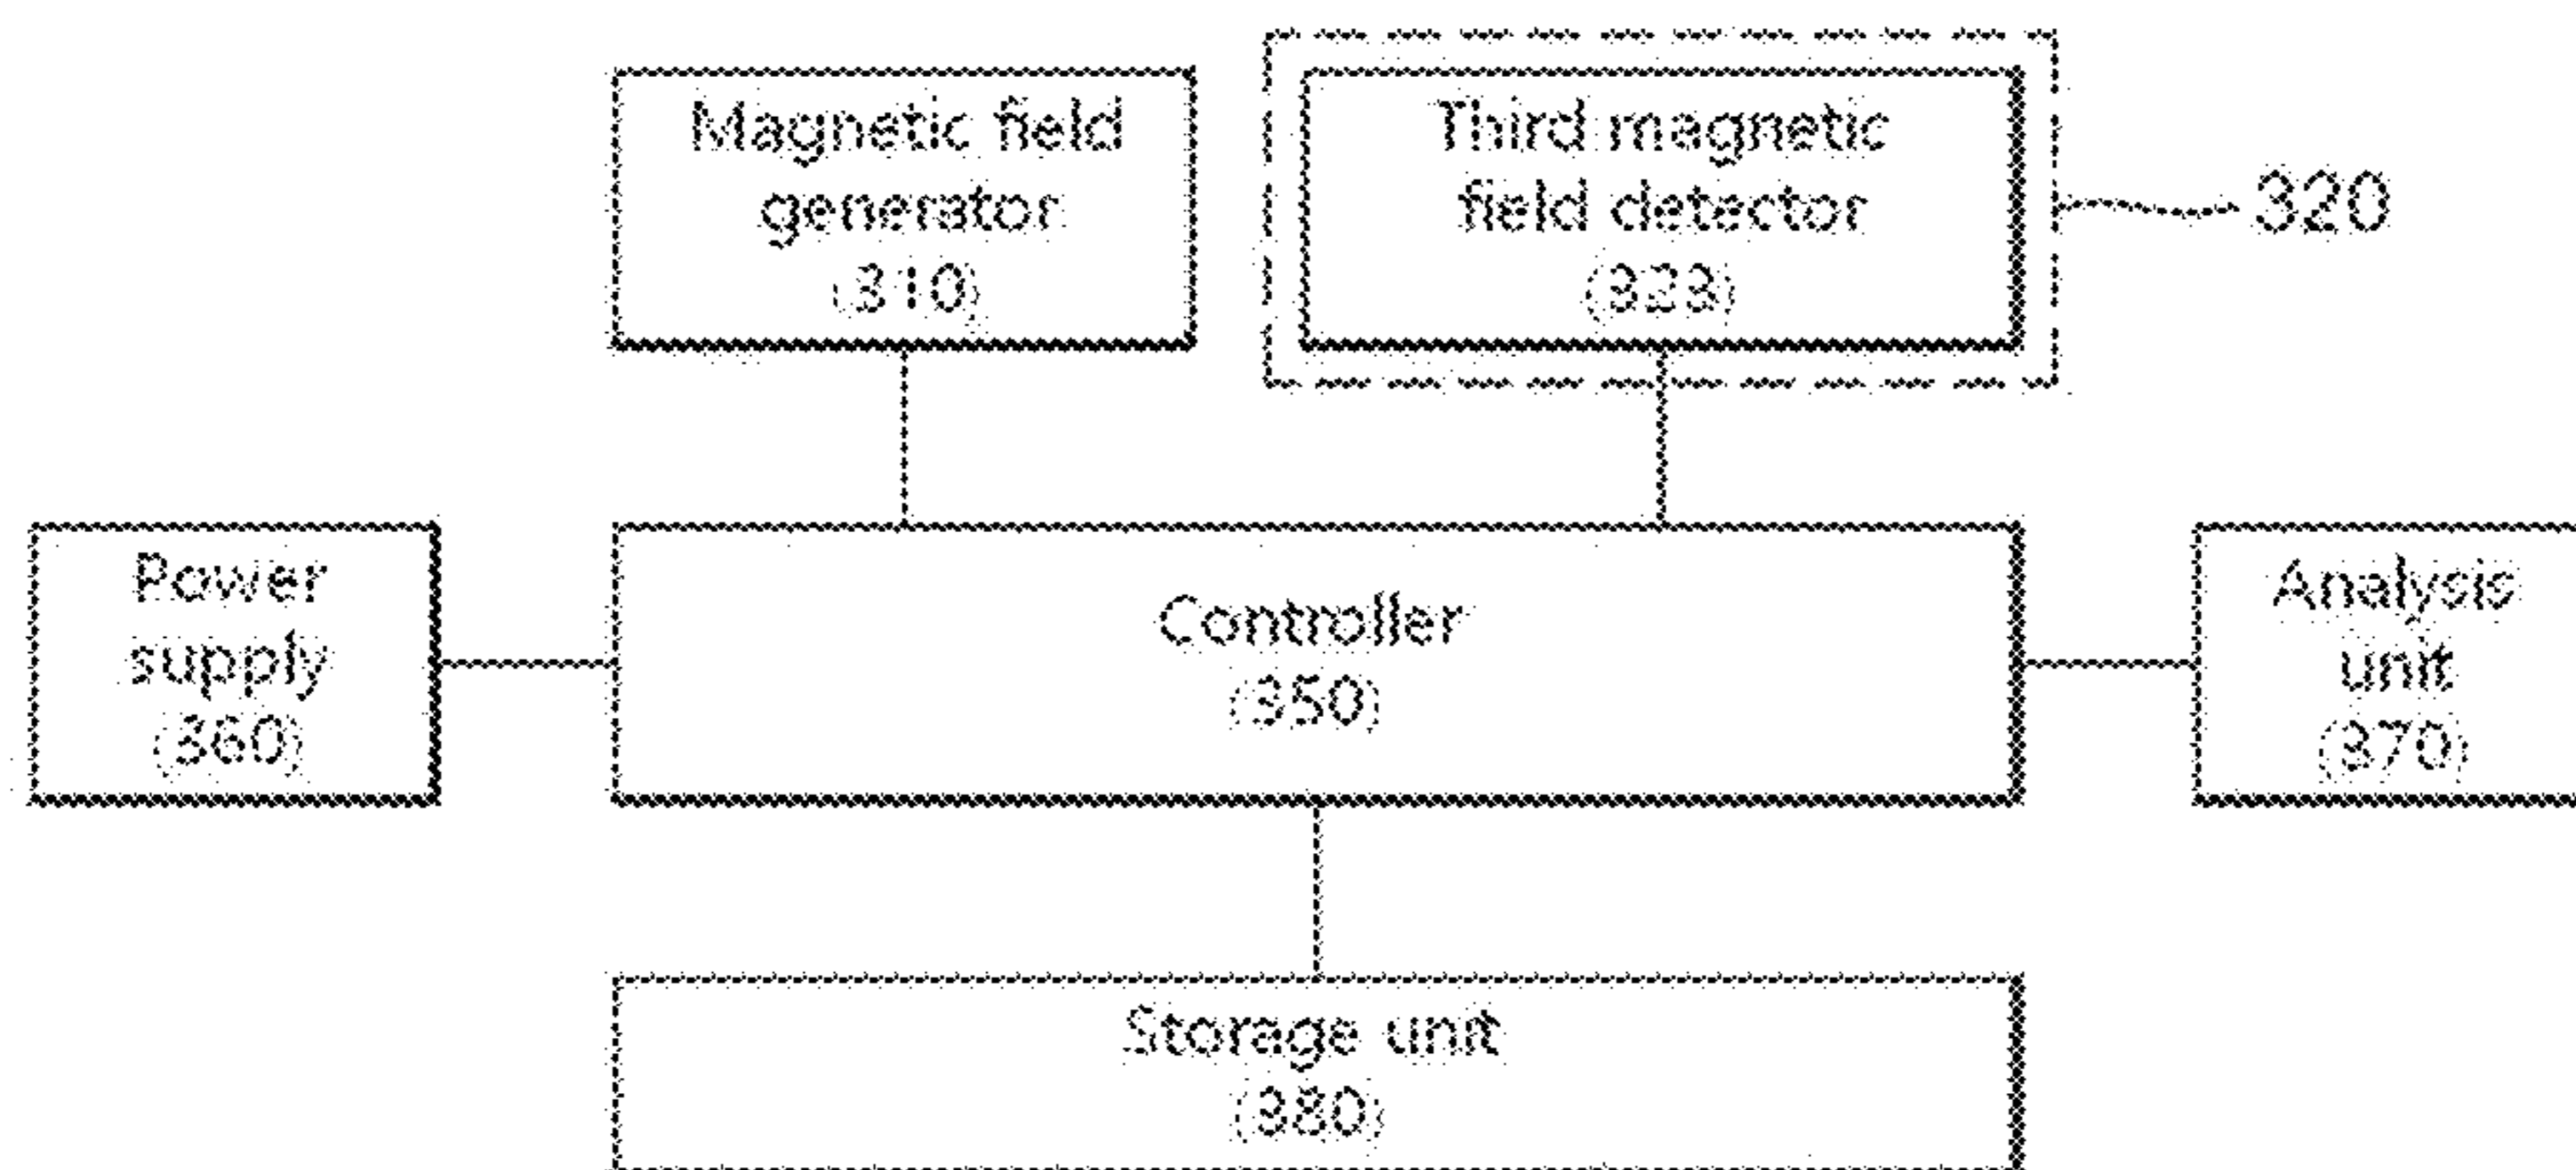 Magnetic field
generator
(310)
Third magnetic
field detector
(323)
320
Power
supply
(360)
Controller
(350)
Analysis
unit
(370)
Storage unit
(380)